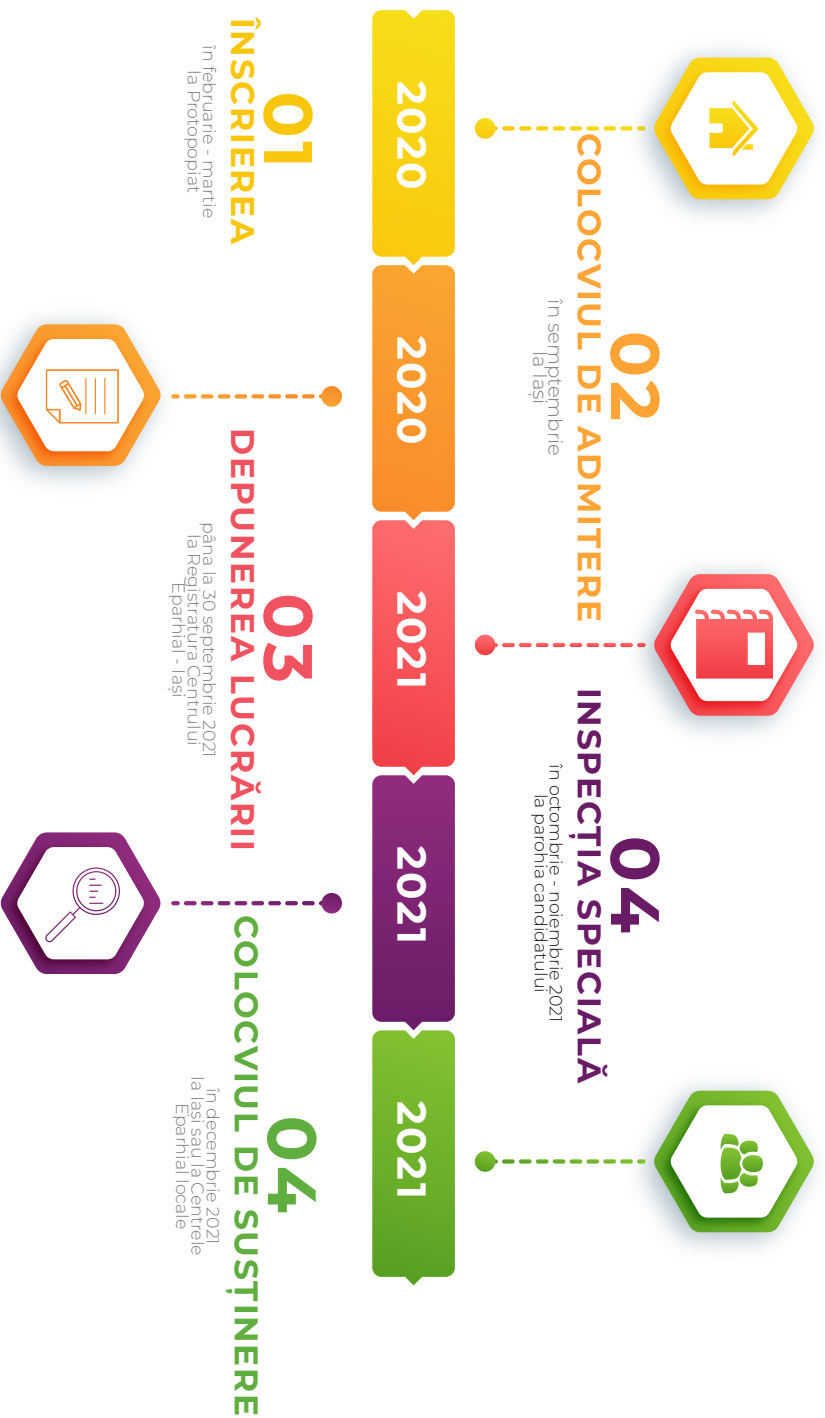 2020
2020
2021
2021
2021
01
ÎNSCRIEREA
în februarie - martie
la Protopopiat
02
COLOCVIUL DE ADMITERE
în semptembrie
la Iași
03
DEPUNEREA LUCRĂRII
pâna la 30 septembrie 2021
la Registratura Centrului
Eparhial - Iași
04
INSPECȚIA SPECIALĂ
în octombrie - noiembrie 2021
la parohia candidatului
04
COLOCVIUL DE SUSȚINERE
în decembrie 2021
la Iași sau la Centrele
Eparhial locale